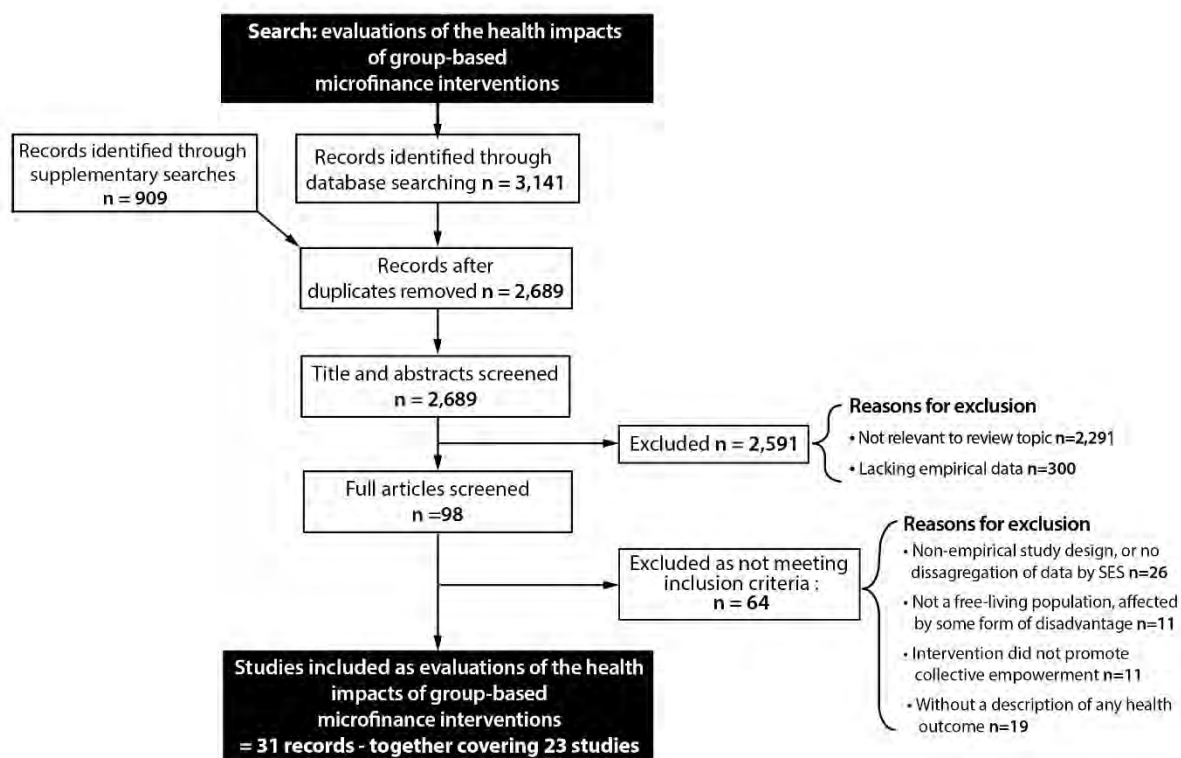 Search: evaluations of the health impacts
of group-based
microfinance interventions
Records identified through
supplementary searches
n = 909
Records identified through
database searching n = 3,141
Records after
duplicates removed n = 2,689
Title and abstracts screened
n = 2,689
Excluded n = 2,591
Reasons for exclusion
• Not relevant to review topic n=2,291
• Lacking empirical data n=300
Full articles screened
n =98
Excluded as not meeting
inclusion criteria :
n = 64
Reasons for exclusion
• Non-empirical study design, or no
dissagregation of data by SES n=26
• Not a free-living population, affected
by some form of disadvantage n=11
• Intervention did not promote
collective empowerment n=11
• Without a description of any health
outcome n=19
Studies included as evaluations of the health
impacts of group-based
microfinance interventions
= 31 records - together covering 23 studies